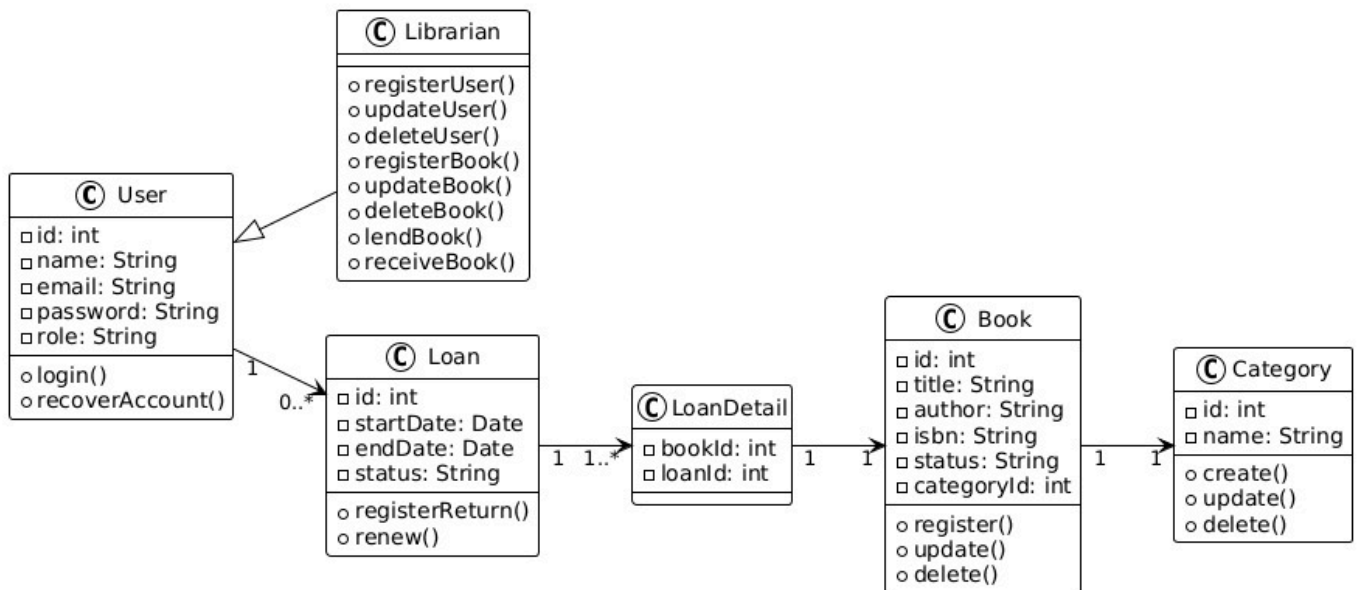 C Librarian
registerUser()
updateUser()
deleteUser()
registerBook()
updateBook()
deleteBook()
lendBook()
receiveBook()
C User
id: int
name: String
email: String
password: String
role: String
login()
recoverAccount()
1
0..*
C Loan
id: int
startDate: Date
endDate: Date
status: String
registerReturn()
renew()
1
1..*
C LoanDetail
bookId: int
loanId: int
1
1
C Book
id: int
title: String
author: String
isbn: String
status: String
categoryId: int
register()
update()
delete()
1
1
C Category
id: int
name: String
create()
update()
delete()